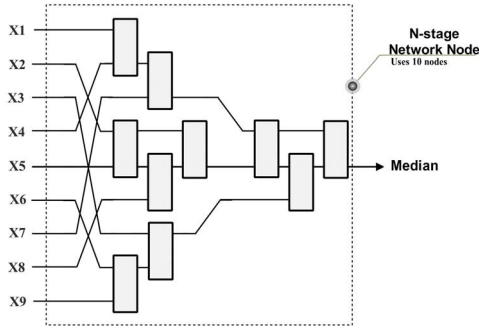 X1
X2
X3
X4
X5
X6
X7
X8
X9
N-stage
Network Node
Uses 10 nodes
Median